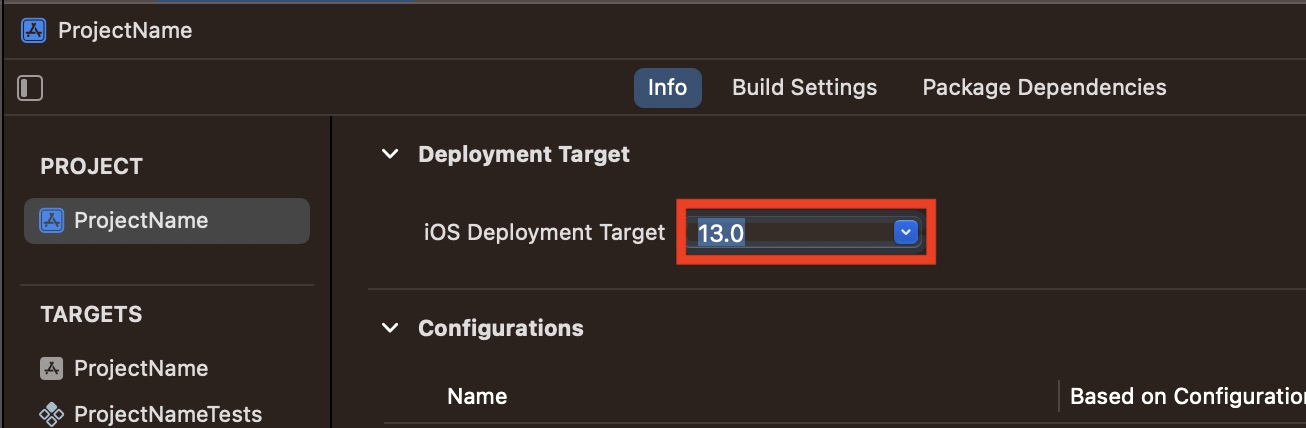 ProjectName
Info Build Settings Package Dependencies
PROJECT
ProjectName
TARGETS
ProjectName
ProjectNameTests
Deployment Target
iOS Deployment Target 13.0
Configurations
Name Based on Configuration